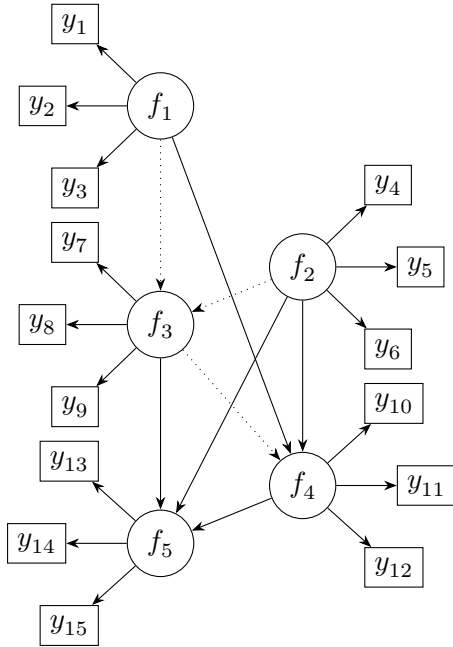 y₁
y₂
f₁
y₃
y₄
y₇
f₂
y₅
y₈
f₃
y₆
y₉
y₁₀
y₁₃
f₄
y₁₁
y₁₄
f₅
y₁₂
y₁₅